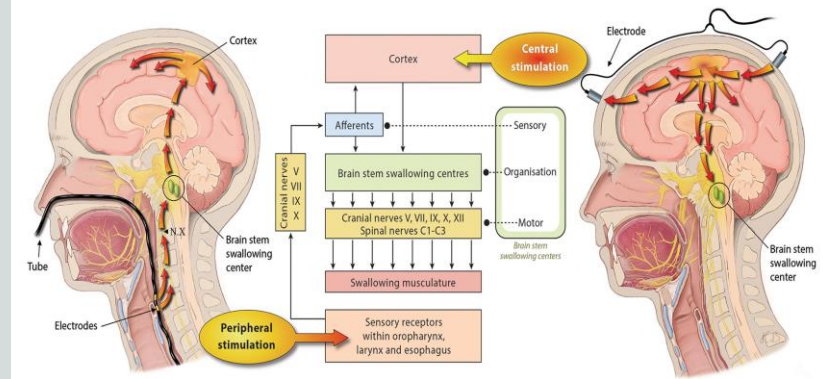 Cortex
N.X
Brain stem
swallowing
center
Tube
Electrodes
Cortex
Central
stimulation
Afferents
Sensory
Cranial nerves
V
VII
IX
X
Brain stem swallowing centres
Organisation
Cranial nerves V, VII, IX, X, XII
Spinal nerves C1-C3
Motor
Brain stem
swallowing centers
Swallowing musculature
Peripheral
stimulation
Sensory receptors
within oropharynx,
larynx and esophagus
Electrode
Brain stem
swallowing
center